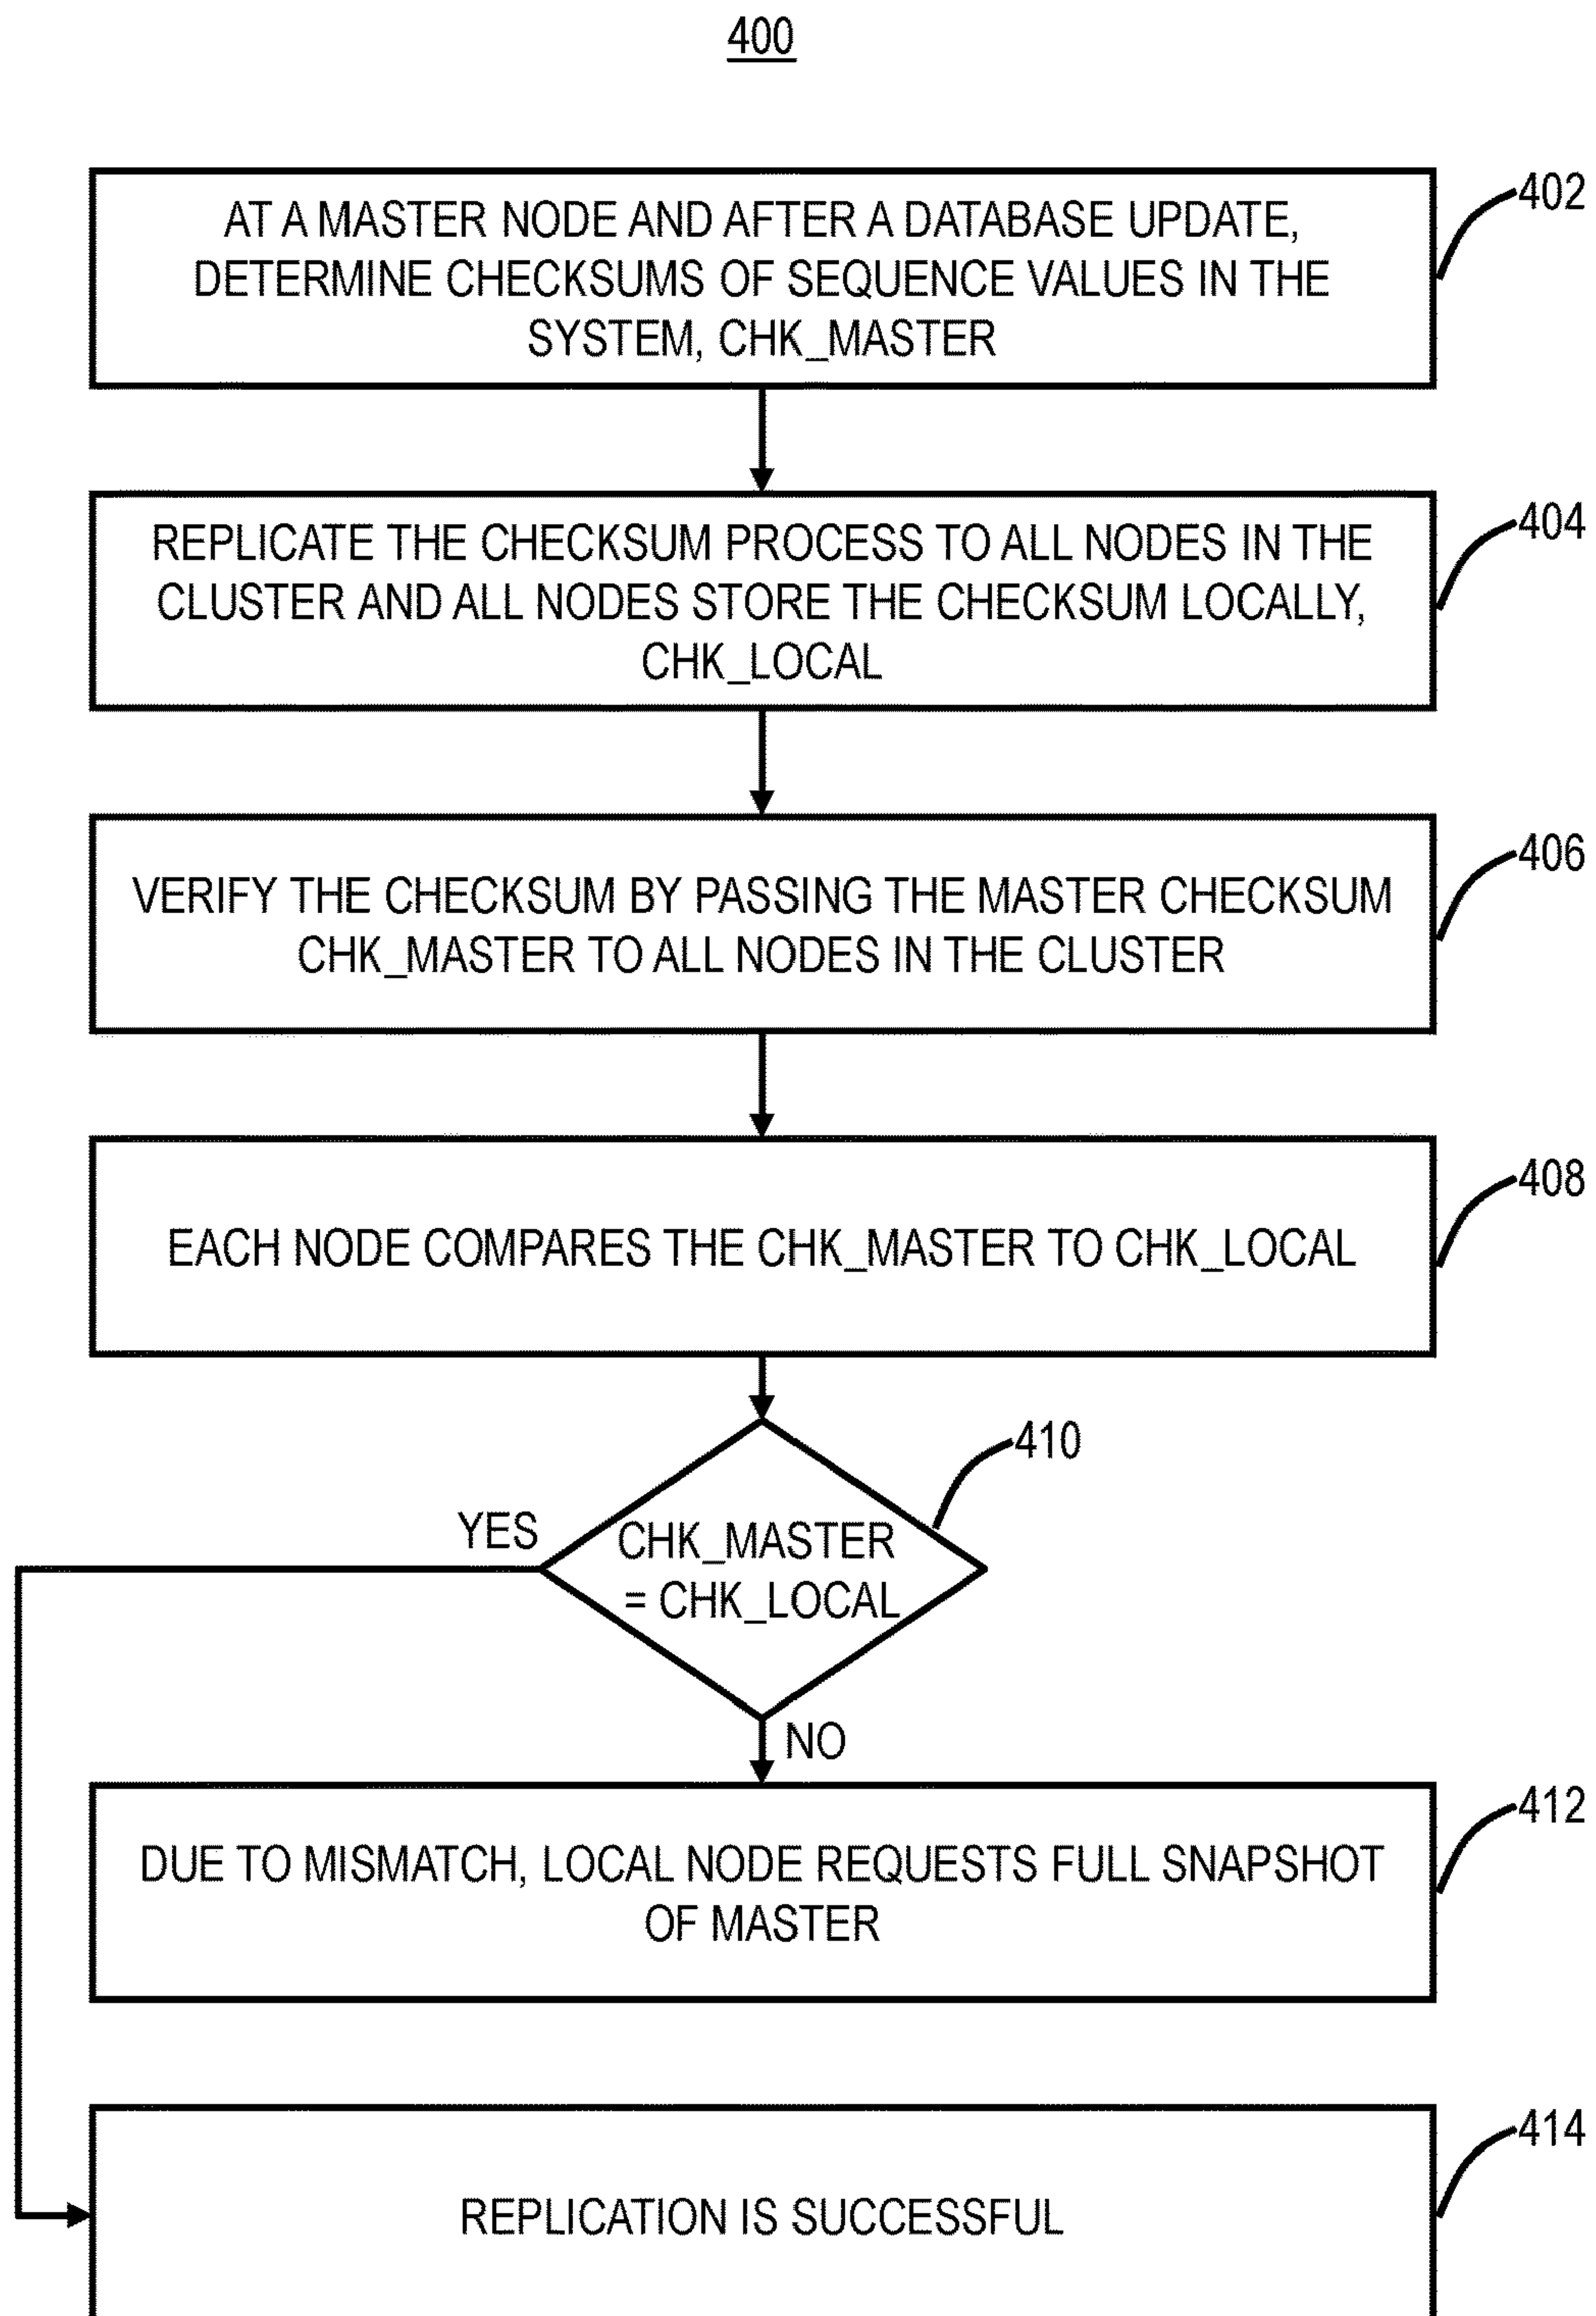 400
AT A MASTER NODE AND AFTER A DATABASE UPDATE,
DETERMINE CHECKSUMS OF SEQUENCE VALUES IN THE
SYSTEM, CHK_MASTER
402
REPLICATE THE CHECKSUM PROCESS TO ALL NODES IN THE
CLUSTER AND ALL NODES STORE THE CHECKSUM LOCALLY,
CHK_LOCAL
404
VERIFY THE CHECKSUM BY PASSING THE MASTER CHECKSUM
CHK_MASTER TO ALL NODES IN THE CLUSTER
406
EACH NODE COMPARES THE CHK_MASTER TO CHK_LOCAL
408
410
YES
CHK_MASTER
= CHK_LOCAL
NO
DUE TO MISMATCH, LOCAL NODE REQUESTS FULL SNAPSHOT
OF MASTER
412
REPLICATION IS SUCCESSFUL
414